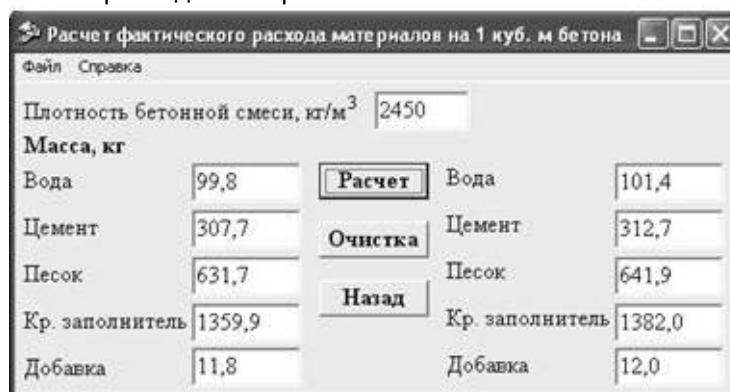 Расчет фактического расхода материалов на 1 куб. м бетона
Файл Справка
Плотность бетонной смеси, кг/м³ 2450
Масса, кг
Вода 99,8 Расчет Вода 101,4
Цемент 307,7 Очистка Цемент 312,7
Песок 631,7 Назад Песок 641,9
Кр. заполнитель 1359,9 Кр. заполнитель 1382,0
Добавка 11,8 Добавка 12,0